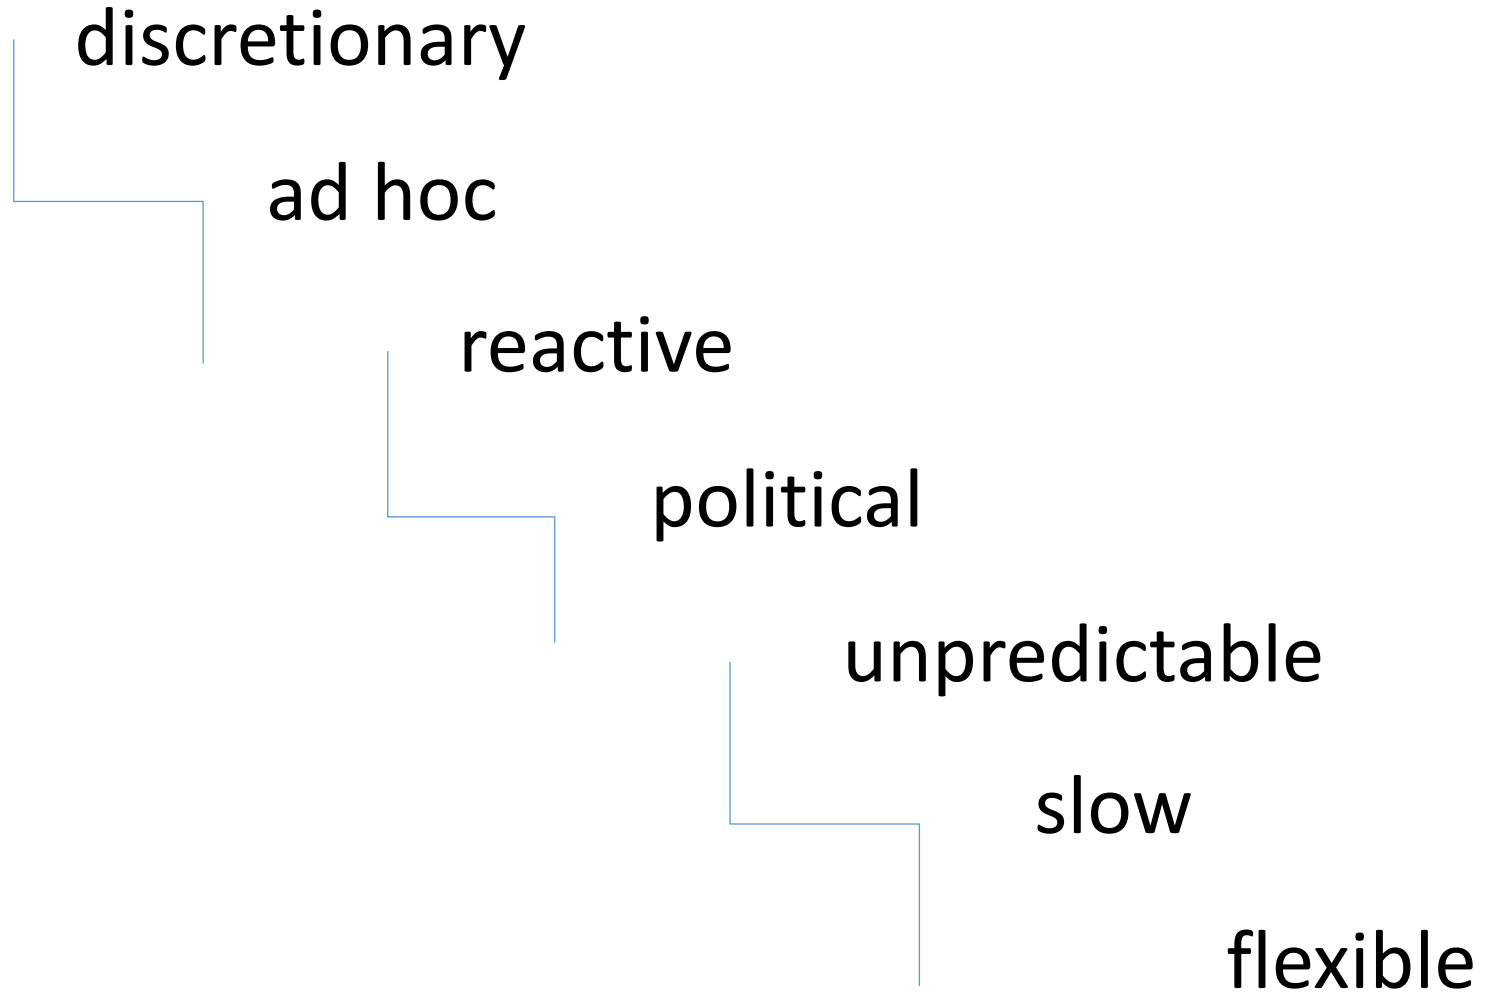 discretionary
ad hoc
reactive
political
unpredictable
slow
flexible